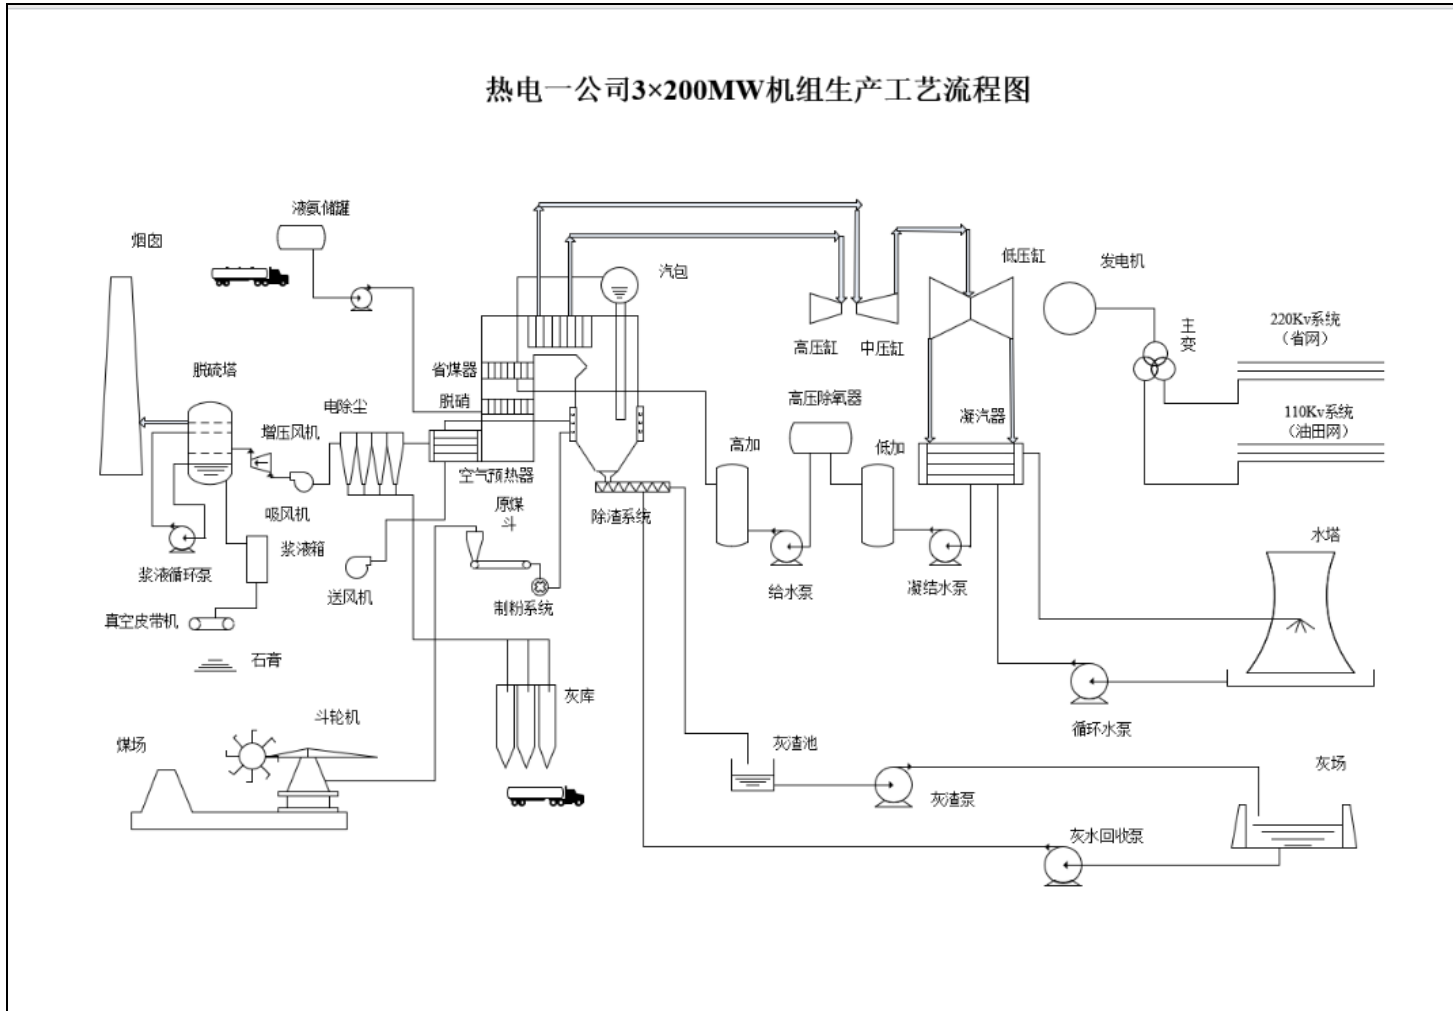 热电一公司3×200MW机组生产工艺流程图
液氨储罐
烟囱
汽包
低压缸
发电机
高压缸
中压缸
主变
220Kv系统
（省网）
脱硫塔
省煤器
脱硝
电除尘
高压除氧器
凝汽器
110Kv系统
（油田网）
增压风机
高加
低加
空气预热器
吸风机
原煤
斗
除渣系统
水塔
浆液箱
浆液循环泵
送风机
制粉系统
给水泵
凝结水泵
真空皮带机
石膏
灰库
斗轮机
循环水泵
煤场
灰渣池
灰场
灰渣泵
灰水回收泵